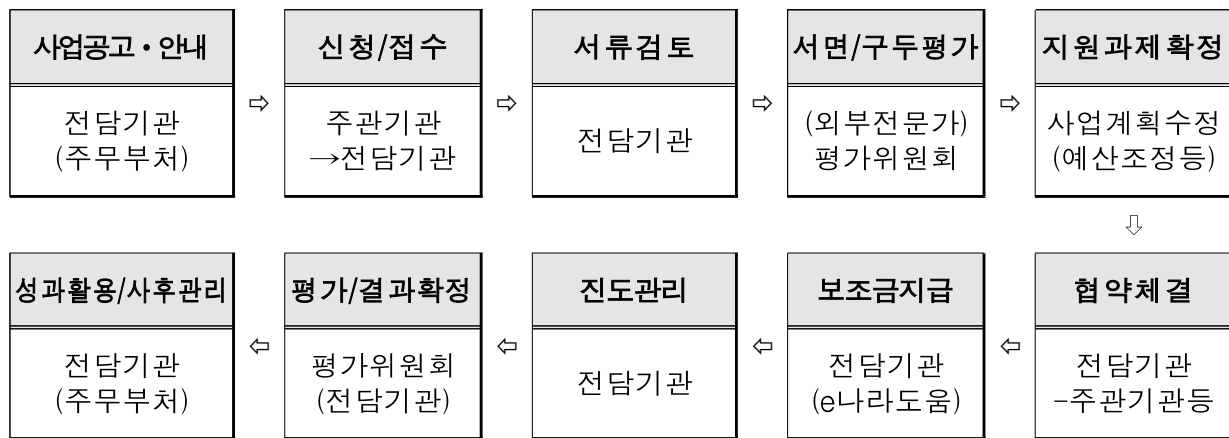 사업공고・안내
전담기관
(주무부처)
⇨
신청/접수
주관기관
→전담기관
⇨
서류검토
전담기관
⇨
서면/구두평가
(외부전문가)
평가위원회
⇨
지원과제확정
사업계획수정
(예산조정등)
⇩
협약체결
전담기관
-주관기관등
⇦
보조금지급
전담기관
(e나라도움)
⇦
진도관리
전담기관
⇦
평가/결과확정
평가위원회
(전담기관)
⇦
성과활용/사후관리
전담기관
(주무부처)